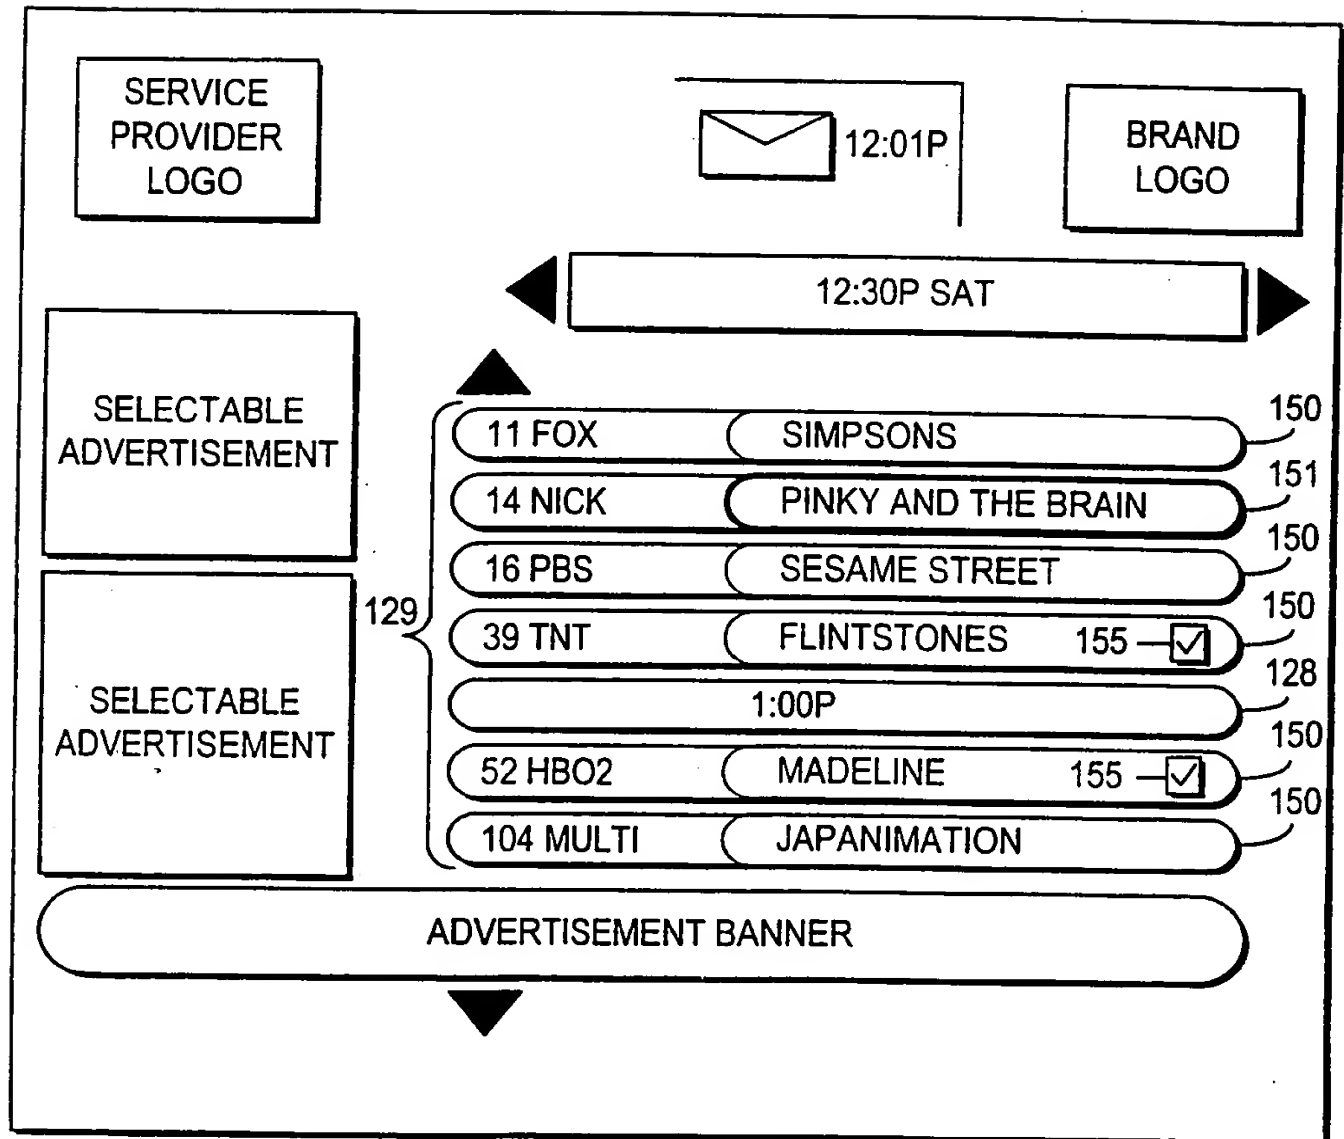 SERVICE
PROVIDER
LOGO
12:01P
BRAND
LOGO
12:30P SAT
SELECTABLE
ADVERTISEMENT
SELECTABLE
ADVERTISEMENT
129
11 FOX SIMPSONS 150
14 NICK PINKY AND THE BRAIN 151
16 PBS SESAME STREET 150
39 TNT FLINTSTONES 155 150
1:00P 128
52 HBO2 MADELINE 155 150
104 MULTI JAPANIMATION 150
ADVERTISEMENT BANNER